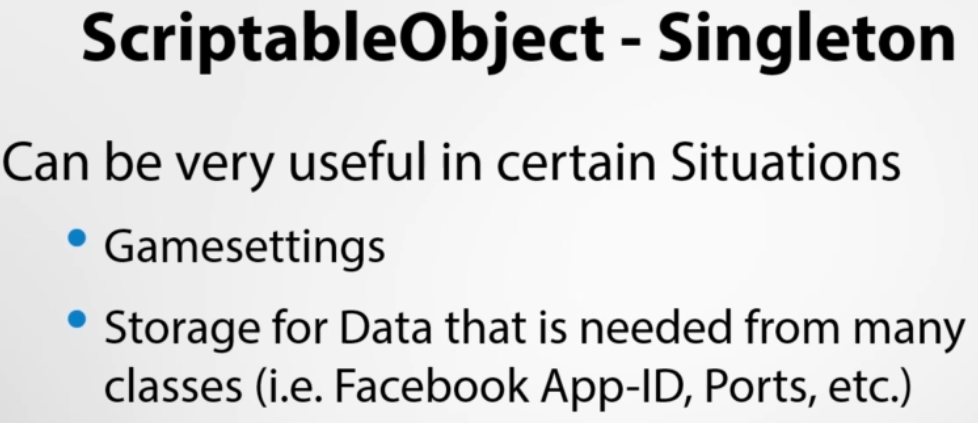 ScriptableObject - Singleton
Can be very useful in certain Situations
Gamesettings
Storage for Data that is needed from many
classes (i.e. Facebook App-ID, Ports, etc.)